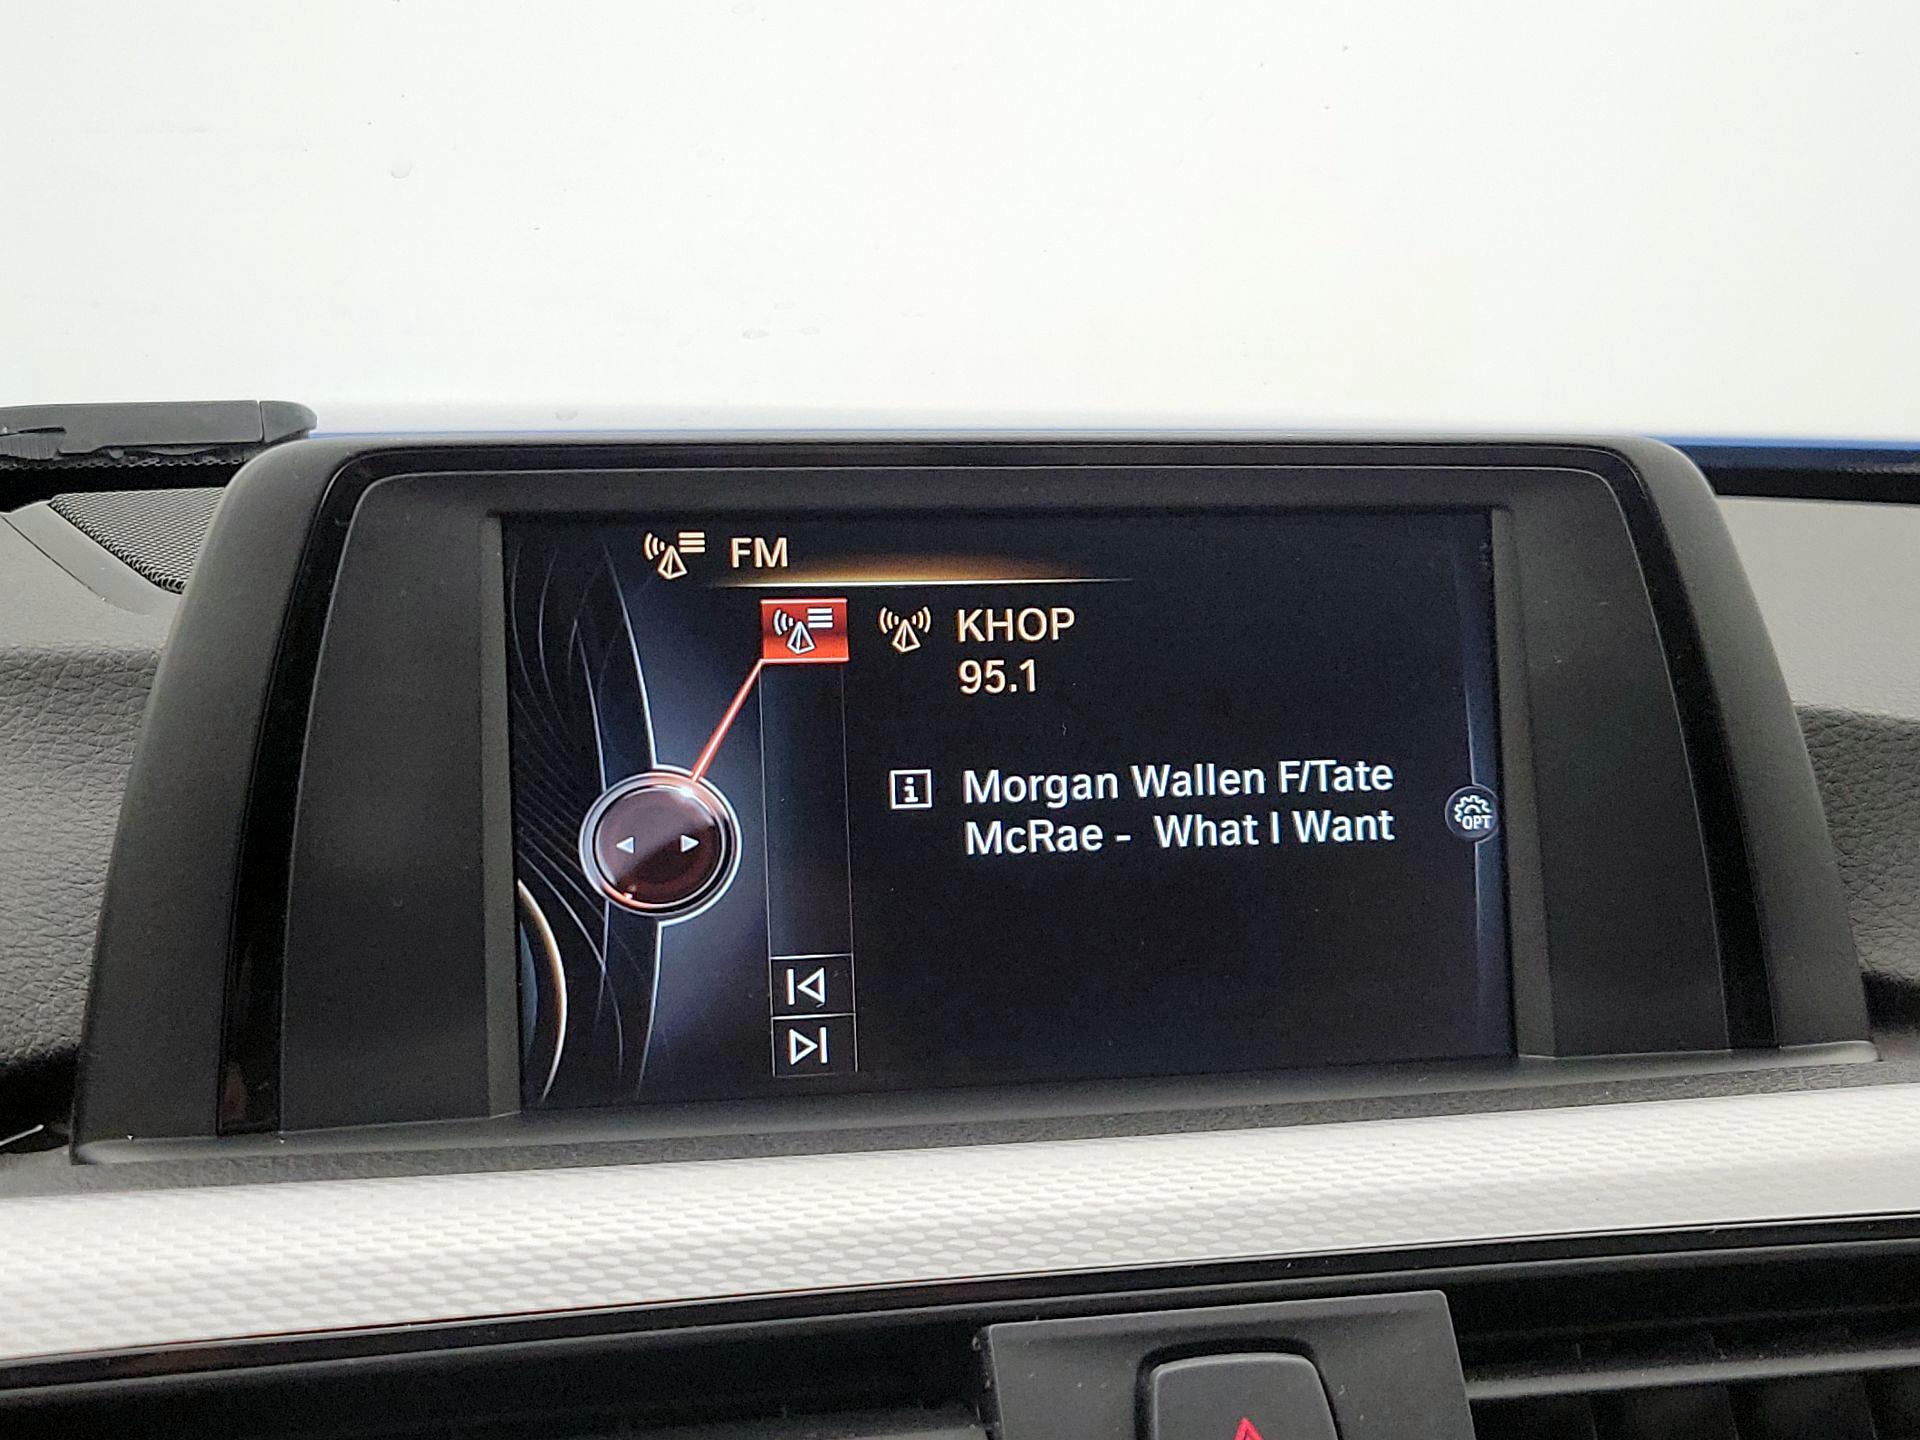 FM
KHOP
95.1
Morgan Wallen F/Tate
McRae -  What I Want
OPT